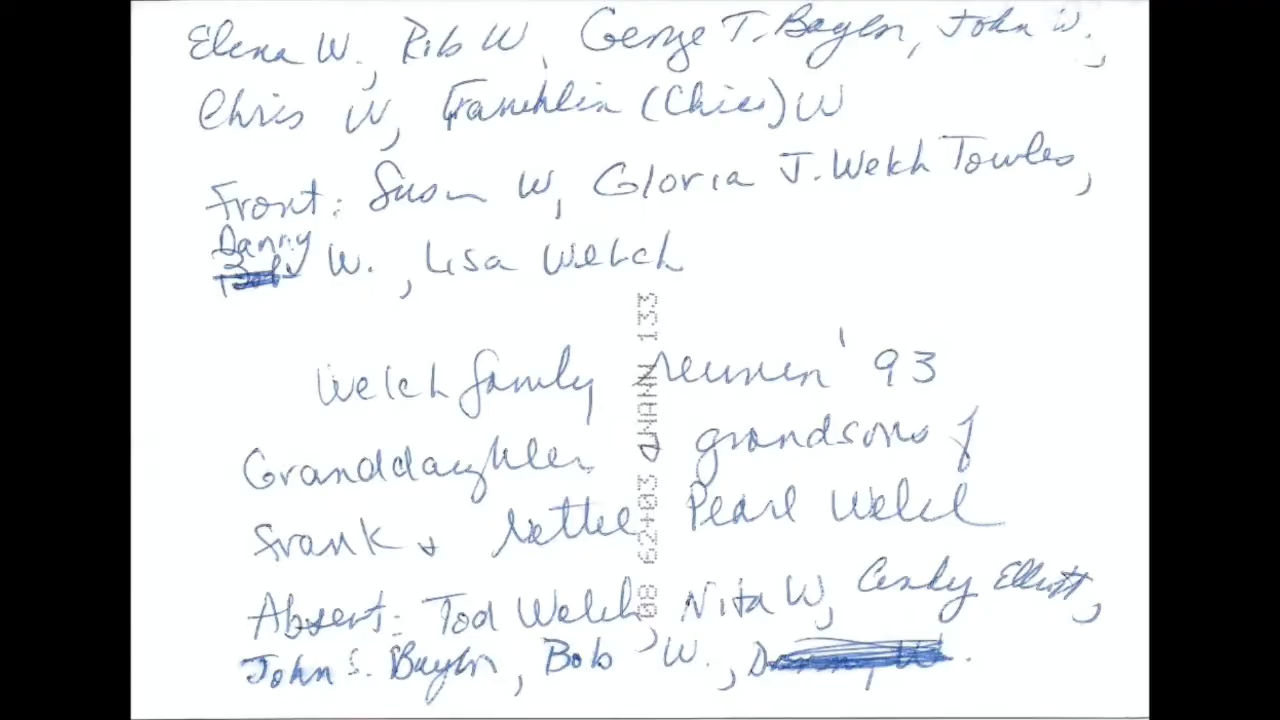 Elena W., Rib W, George T. Baylor, John W.,
Chris W, Franklin (Chico) W
Front: Susan W, Gloria J. Welch Towles,
Danny W., Lisa Welch
Welch family reunion '93
Granddaughter & grandsons of
Frank & Nettie Pearl Welch
Absent: Tod Welch, Nita W, Cindy Elliott,
John S. Baylor, Bob W.,